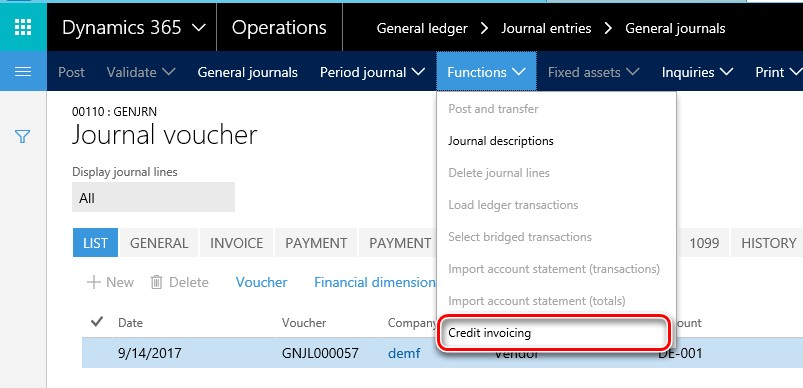 Dynamics 365 Operations General ledger Journal entries General journals
Post Validate General journals Period journal Functions Fixed assets Inquiries Print
Post and transfer
Journal descriptions
Delete journal lines
Load ledger transactions
Select bridged transactions
Import account statement (transactions)
Import account statement (totals)
Credit invoicing
00110 : GENJRN
Journal voucher
Display journal lines
All
LIST GENERAL INVOICE PAYMENT PAYMENT 1099 HISTORY
New Delete Voucher Financial dimension
Date Voucher Company ount
9/14/2017 GNJL000057 demf Vendor DE-001